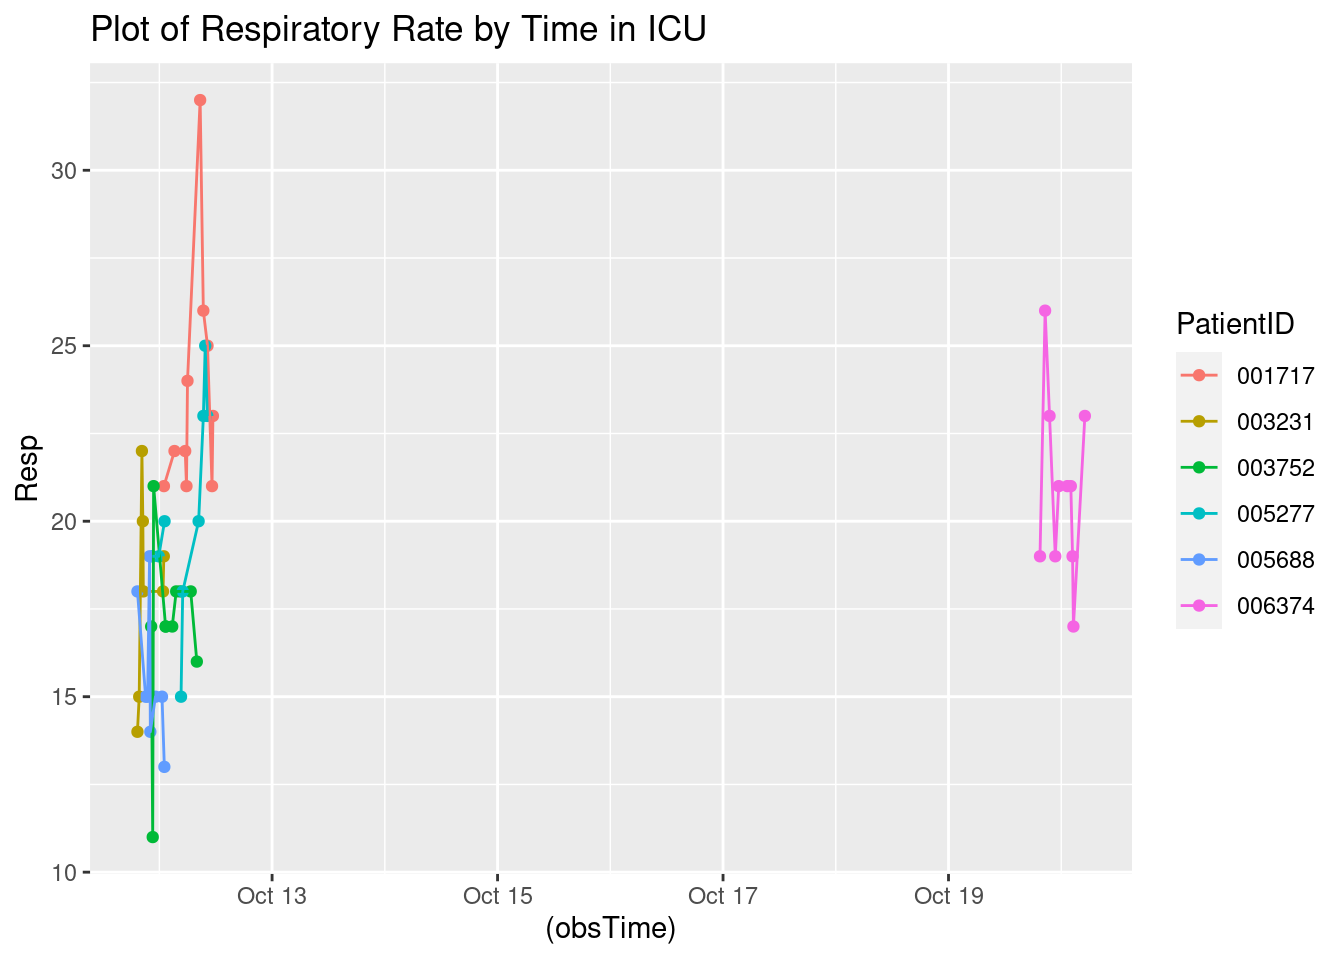 Plot of Respiratory Rate by Time in ICU
30
25
20
15
10
Resp
Oct 13 Oct 15 Oct 17 Oct 19
(obsTime)
PatientID
001717
003231
003752
005277
005688
006374